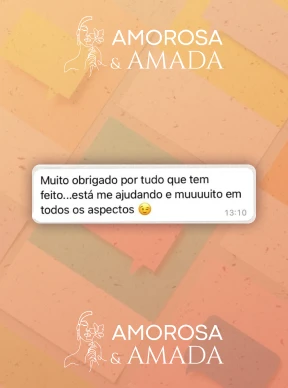 AMOROSA
& AMADA
Muito obrigado por tudo que tem
feito...está me ajudando e muuuuito em
todos os aspectos 😉
13:10
AMOROSA
& AMADA